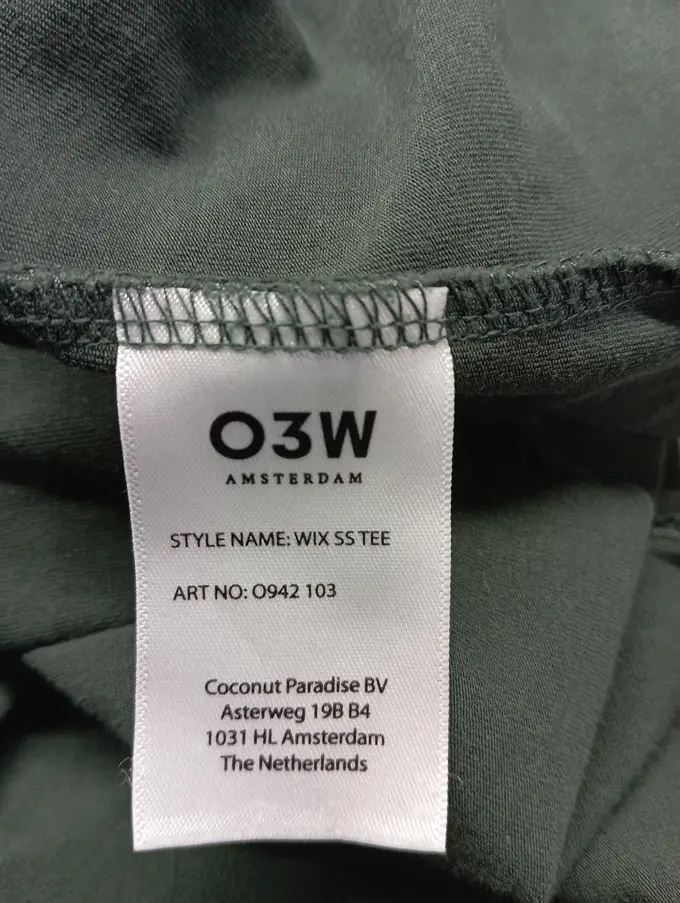 O3W
AMSTERDAM
STYLE NAME: WIX SS TEE
ART NO: O942 103
Coconut Paradise BV
Asterweg 19B B4
1031 HL Amsterdam
The Netherlands